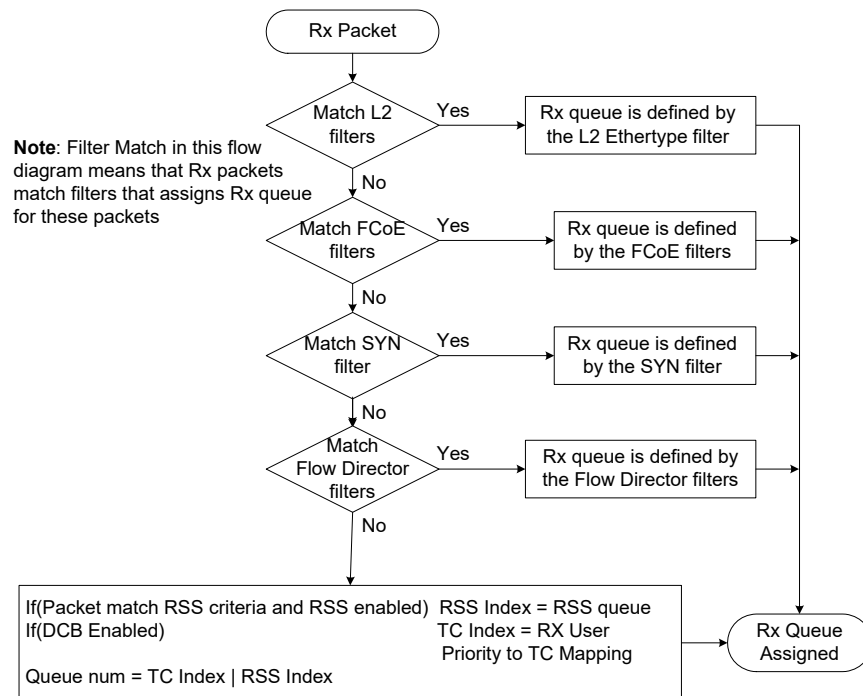 Rx Packet
Match L2
filters
Yes
Rx queue is defined by
the L2 Ethertype filter
Note: Filter Match in this flow
diagram means that Rx packets
match filters that assigns Rx queue
for these packets
No
Match FCoE
filters
Yes
Rx queue is defined
by the FCoE filters
No
Match SYN
filter
Yes
Rx queue is defined
by the SYN filter
No
Match
Flow Director
filters
Yes
Rx queue is defined by
the Flow Director filters
No
If(Packet match RSS criteria and RSS enabled) RSS Index = RSS queue
If(DCB Enabled) TC Index = RX User
Priority to TC Mapping
Queue num = TC Index | RSS Index
Rx Queue
Assigned